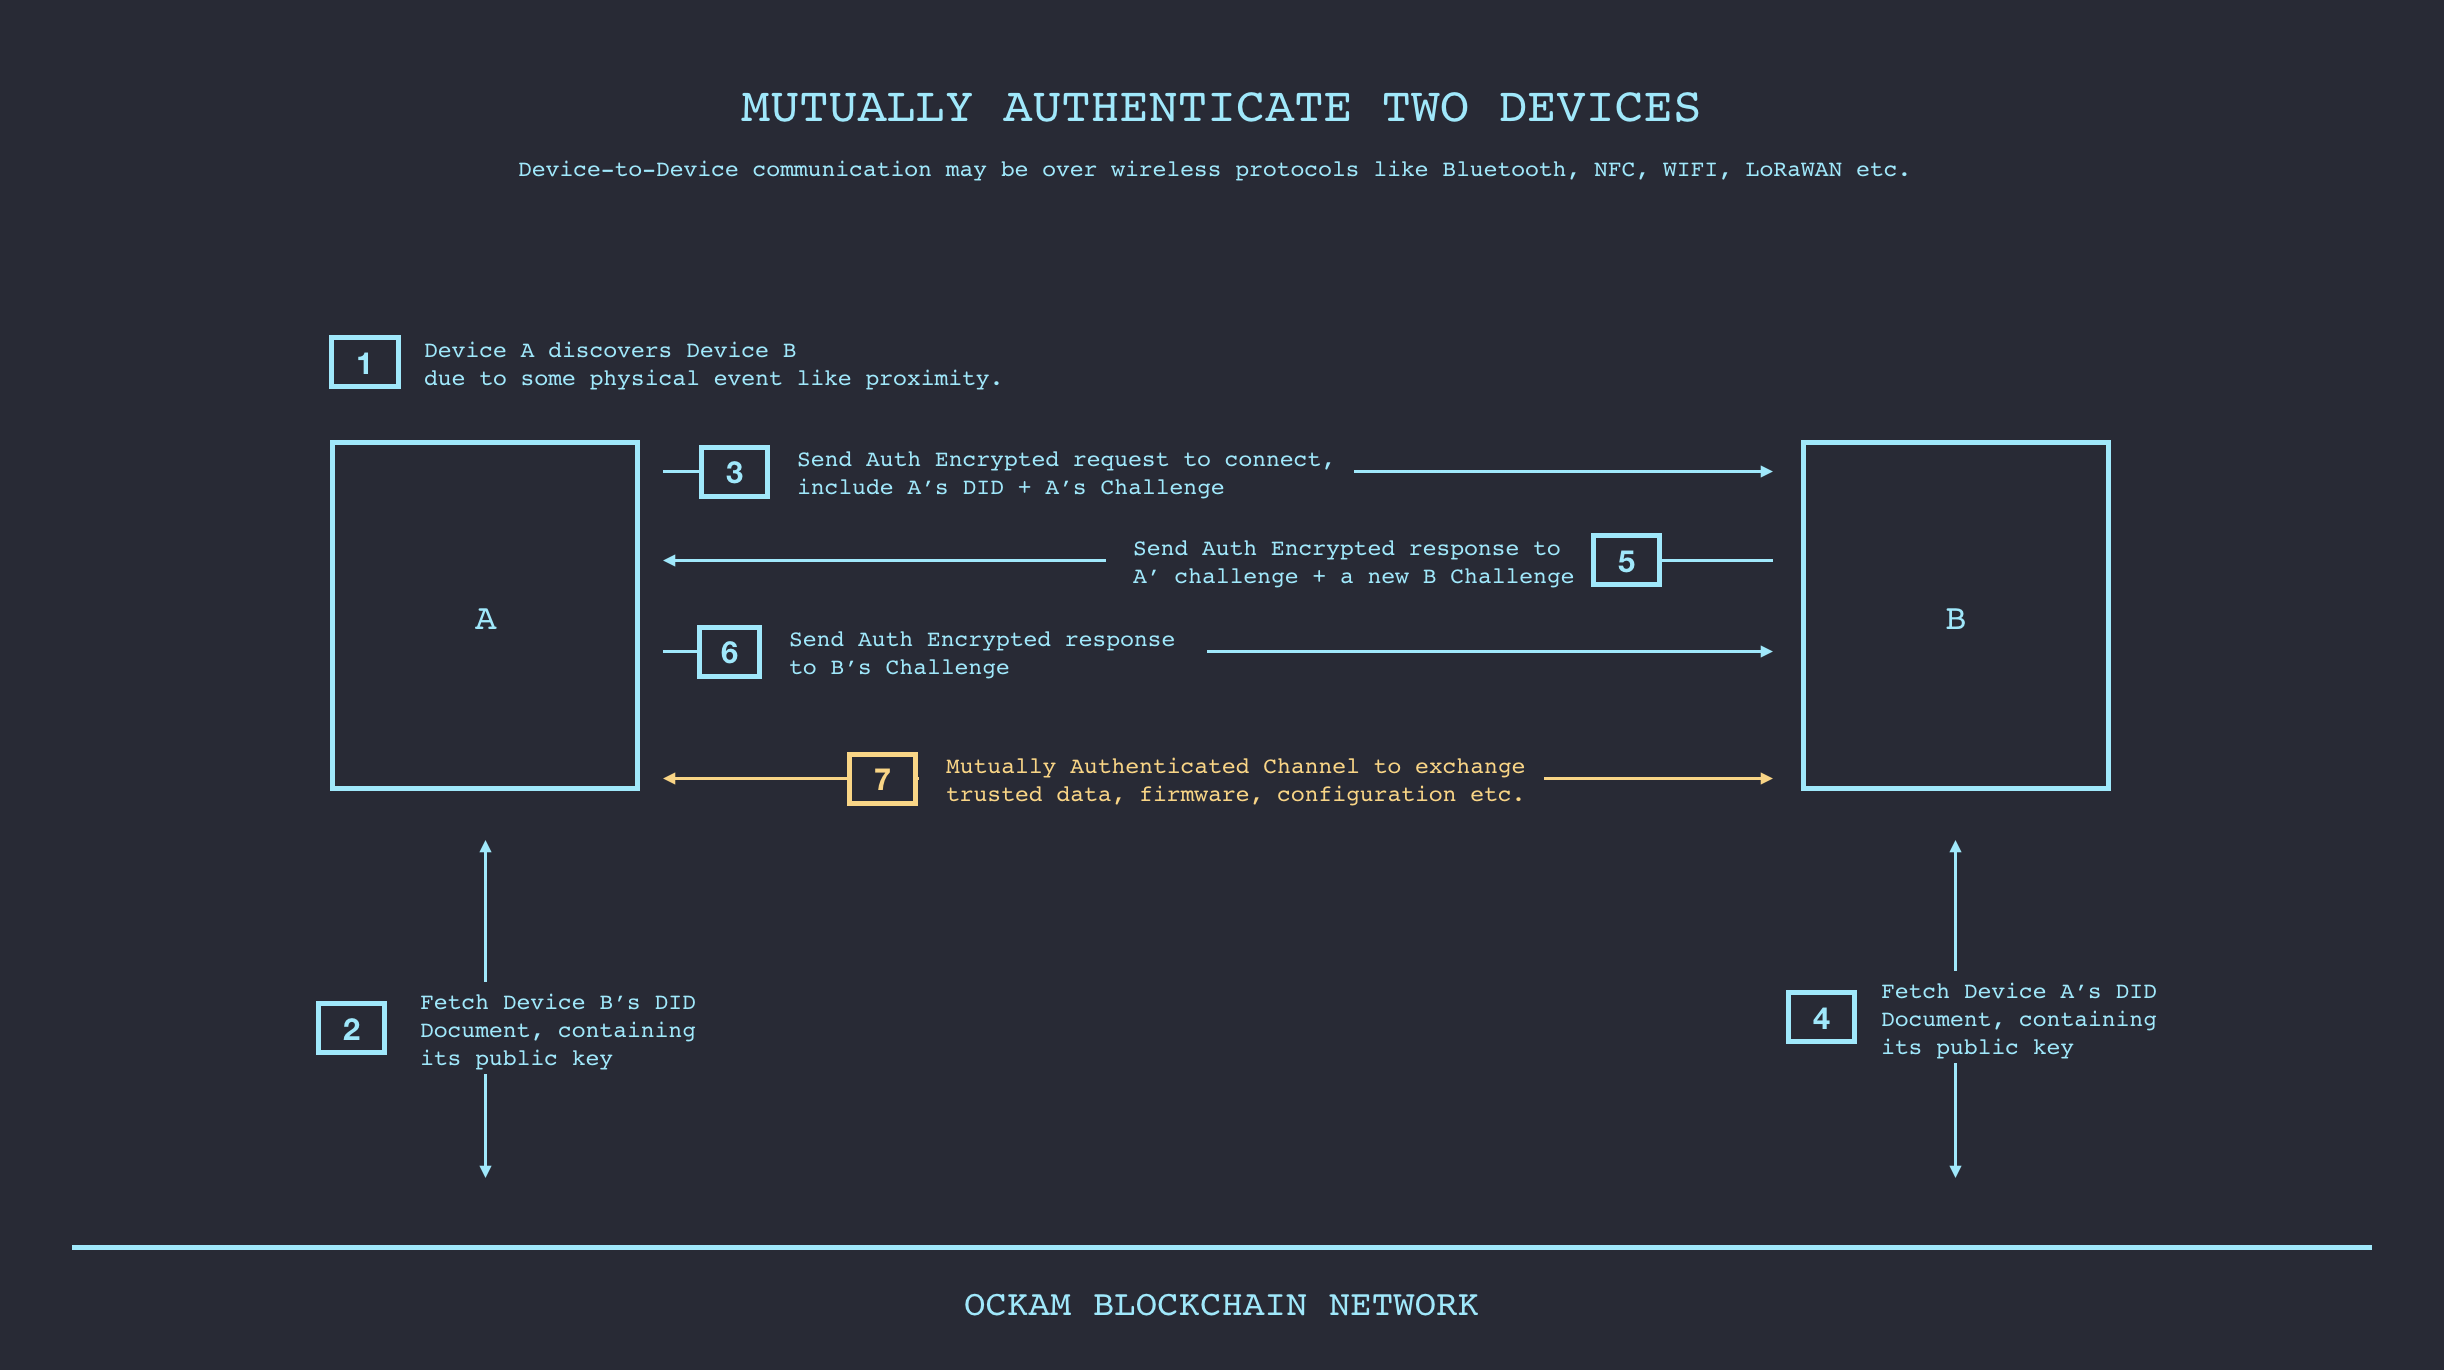 MUTUALLY AUTHENTICATE TWO DEVICES
Device-to-Device communication may be over wireless protocols like Bluetooth, NFC, WIFI, LoRaWAN etc.
1
Device A discovers Device B
due to some physical event like proximity.
3
Send Auth Encrypted request to connect,
include A’s DID + A’s Challenge
Send Auth Encrypted response to
A’ challenge + a new B Challenge
5
A
B
6
Send Auth Encrypted response
to B’s Challenge
7
Mutually Authenticated Channel to exchange
trusted data, firmware, configuration etc.
2
Fetch Device B’s DID
Document, containing
its public key
4
Fetch Device A’s DID
Document, containing
its public key
OCKAM BLOCKCHAIN NETWORK